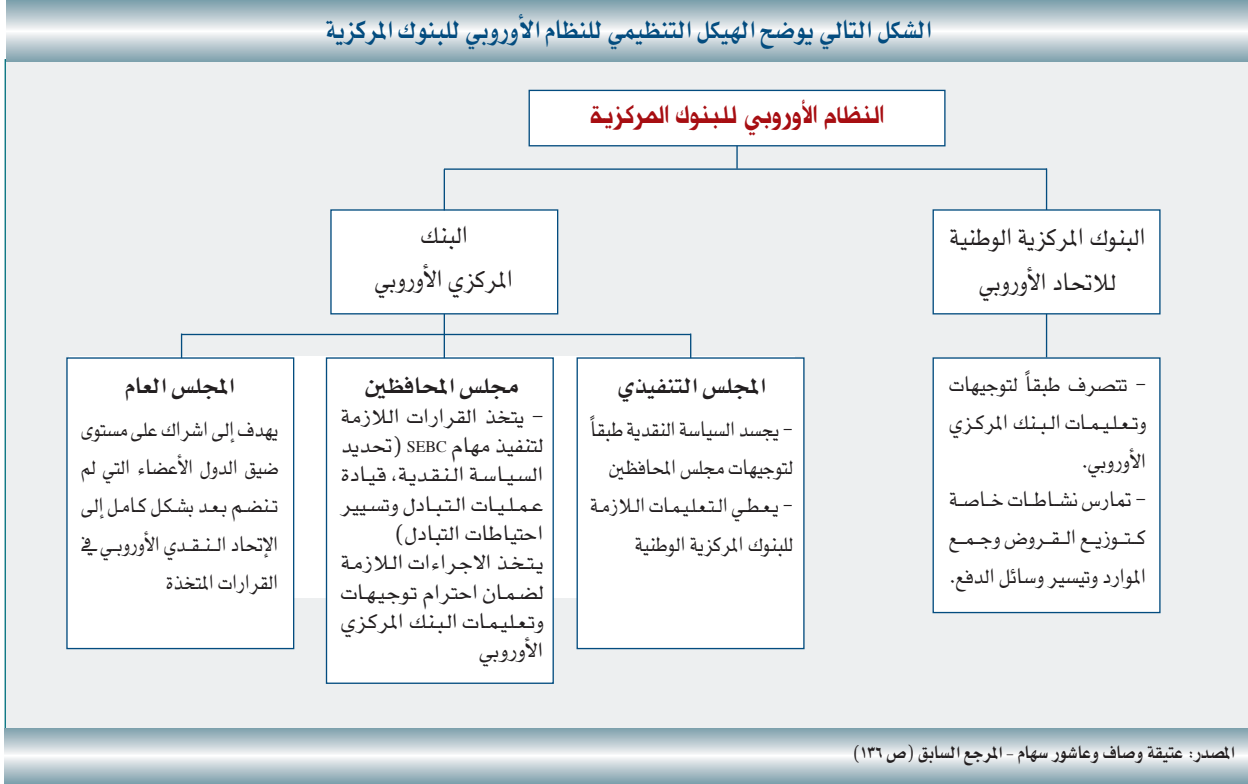 الشكل التالي يوضح الهيكل التنظيمي للنظام الأوروبي للبنوك المركزية
النظام الأوروبي للبنوك المركزية
البنوك المركزية الوطنية
للاتحاد الأوروبي
البنك
المركزي الأوروبي
– تتصرف طبقاً لتوجيهات
وتعليمات البنك المركزي
الأوروبي.
– تمارس نشاطات خاصة
كتوزيع القروض وجمع
الموارد وتيسير وسائل الدفع.
المجلس التنفيذي
– يجسد السياسة النقدية طبقاً
لتوجيهات مجلس المحافظين
– يعطي التعليمات اللازمة
للبنوك المركزية الوطنية
مجلس المحافظين
– يتخذ القرارات اللازمة
لتنفيذ مهام SEBC (تحديد
السياسة النقدية، قيادة
عمليات التبادل وتسيير
احتياطات التبادل)
يتخذ الاجراءات اللازمة
لضمان احترام توجيهات
وتعليمات البنك المركزي
الأوروبي
المجلس العام
يهدف إلى اشراك على مستوى
ضيق الدول الأعضاء التي لم
تنضم بعد بشكل كامل إلى
الإتحاد النقدي الأوروبي في
القرارات المتخذة
المصدر: عتيقة وصاف وعاشور سهام – المرجع السابق (ص ١٣٦)